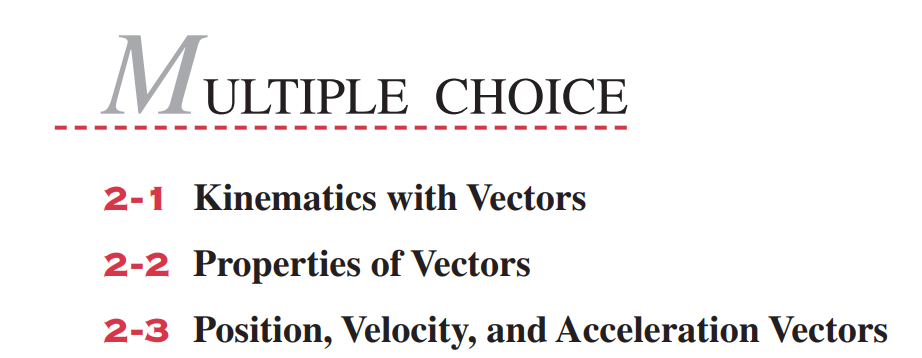 MULTIPLE CHOICE
2-1 Kinematics with Vectors
2-2 Properties of Vectors
2-3 Position, Velocity, and Acceleration Vectors